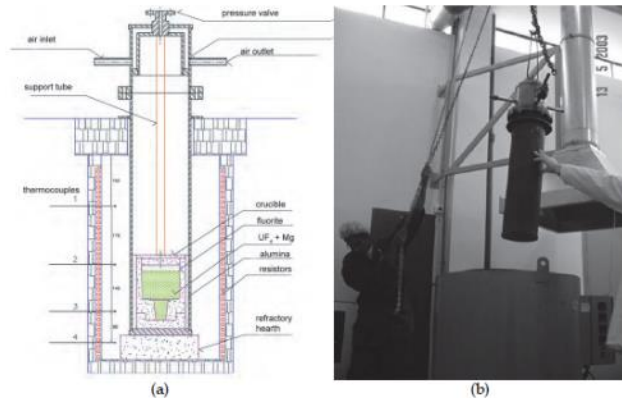 pressure valve
air inlet
air outlet
support tube
thermocouples
1
crucible
fluorite
UF₄ + Mg
2
alumina
resistors
3
refractory
hearth
4
(a)
13 5/2003
(b)